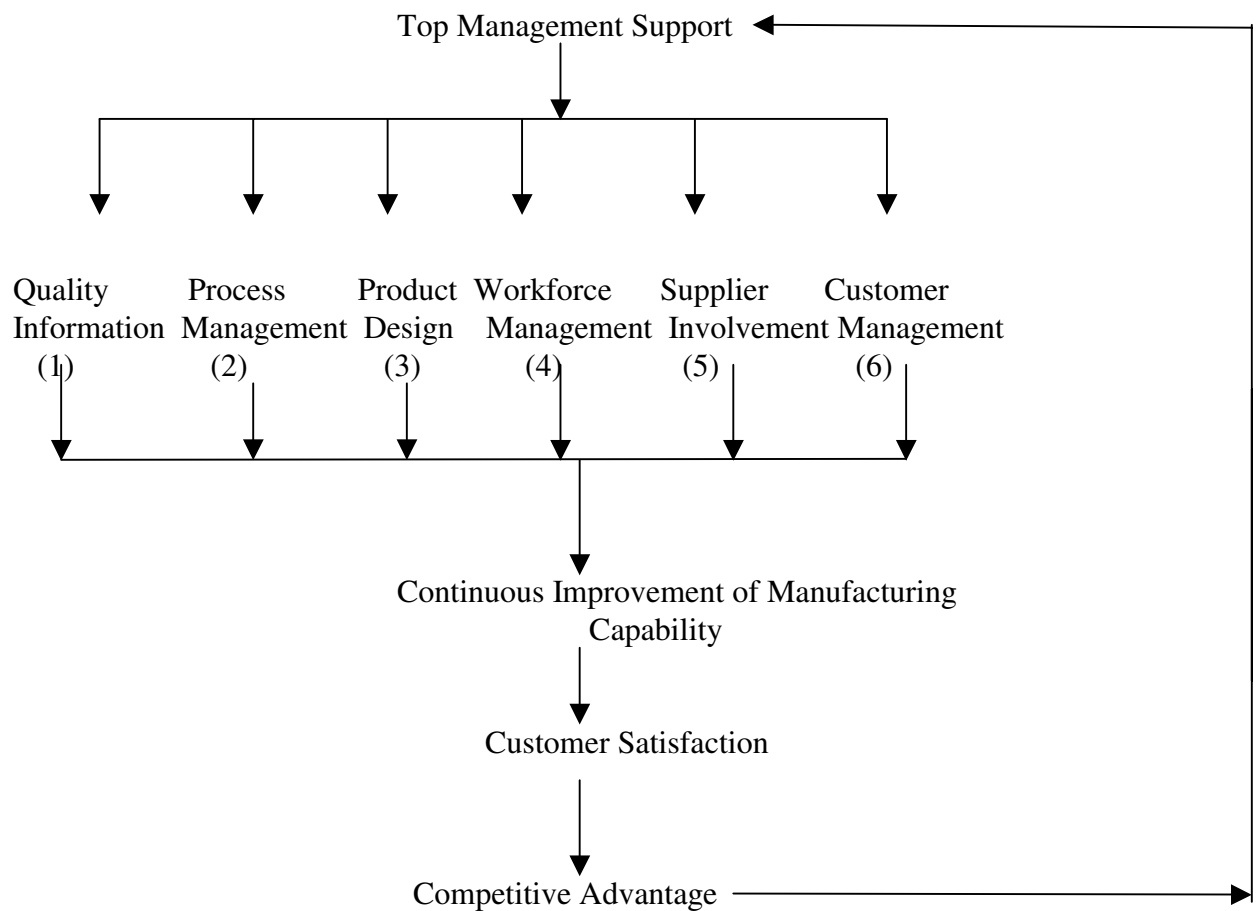 Top Management Support
Quality Process Product Workforce Supplier Customer
Information Management Design Management Involvement Management
(1) (2) (3) (4) (5) (6)
Continuous Improvement of Manufacturing
Capability
Customer Satisfaction
Competitive Advantage